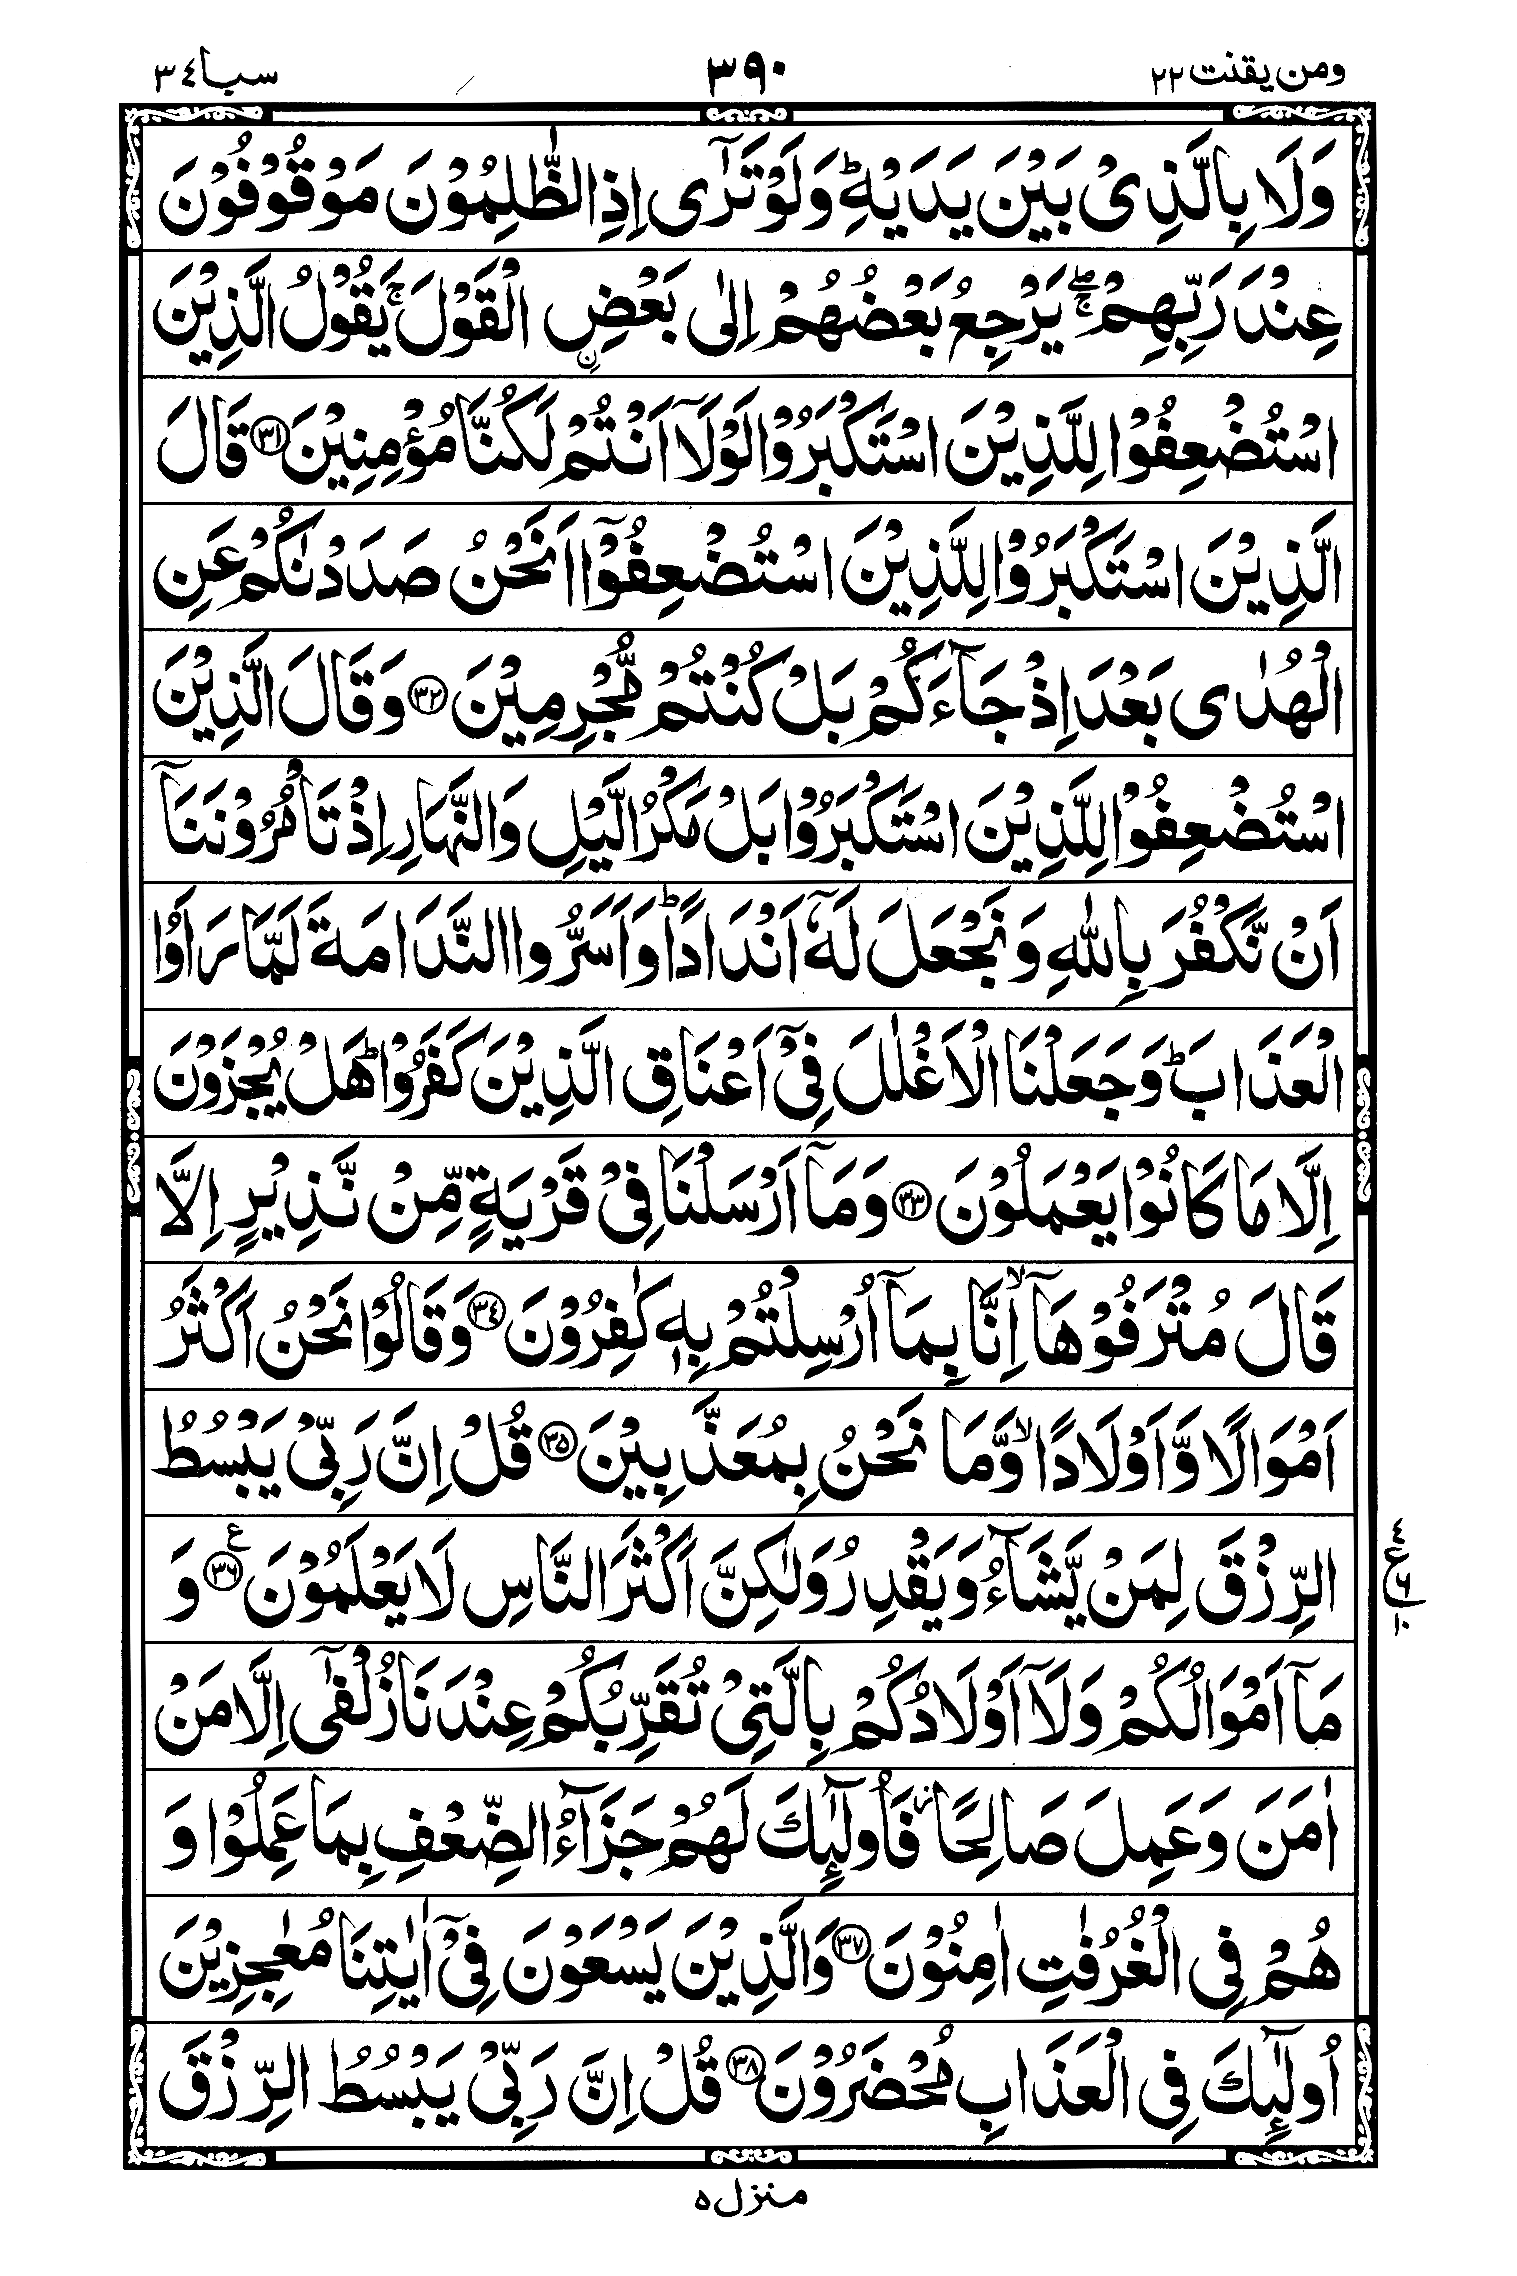 ومن يقنت ٢٢
٣٩٠
سبا ٣٤
وَلَا بِالَّذِىْ بَيْنَ يَدَيْهِ ؕ وَلَوْ تَرٰٓى اِذِ الظّٰلِمُوْنَ مَوْقُوْفُوْنَ
عِنْدَ رَبِّهِمْ ۖۚ يَرْجِعُ بَعْضُهُمْ اِلٰى بَعْضِ ۨ الْقَوْلَ ۚ يَقُوْلُ الَّذِيْنَ
اسْتُضْعِفُوْا لِلَّذِيْنَ اسْتَكْبَرُوْا لَوْلَاۤ اَنْتُمْ لَكُنَّا مُؤْمِنِيْنَ ﴿۳۱﴾ قَالَ
الَّذِيْنَ اسْتَكْبَرُوْا لِلَّذِيْنَ اسْتُضْعِفُوْۤا اَنَحْنُ صَدَدْنٰكُمْ عَنِ
الْهُدٰى بَعْدَ اِذْ جَآءَكُمْ بَلْ كُنْتُمْ مُّجْرِمِيْنَ ﴿۳۲﴾ وَقَالَ الَّذِيْنَ
اسْتُضْعِفُوْا لِلَّذِيْنَ اسْتَكْبَرُوْا بَلْ مَكْرُ الَّيْلِ وَالنَّهَارِ اِذْ تَاْمُرُوْنَنَاۤ
اَنْ نَّكْفُرَ بِاللّٰهِ وَنَجْعَلَ لَهٗۤ اَنْدَادًا ؕ وَاَسَرُّوا النَّدَامَةَ لَمَّا رَاَوُا
الْعَذَابَ ؕ وَجَعَلْنَا الْاَغْلٰلَ فِىْۤ اَعْنَاقِ الَّذِيْنَ كَفَرُوْا ؕ هَلْ يُجْزَوْنَ
اِلَّا مَا كَانُوْا يَعْمَلُوْنَ ﴿۳۳﴾ وَمَاۤ اَرْسَلْنَا فِىْ قَرْيَةٍ مِّنْ نَّذِيْرٍ اِلَّا
قَالَ مُتْرَفُوْهَاۤ ۙ اِنَّا بِمَاۤ اُرْسِلْتُمْ بِهٖ كٰفِرُوْنَ ﴿۳۴﴾ وَقَالُوْا نَحْنُ اَكْثَرُ
اَمْوَالًا وَّاَوْلَادًا ۙ وَّمَا نَحْنُ بِمُعَذَّبِيْنَ ﴿۳۵﴾ قُلْ اِنَّ رَبِّىْ يَبْسُطُ
الرِّزْقَ لِمَنْ يَّشَآءُ وَيَقْدِرُ وَلٰكِنَّ اَكْثَرَ النَّاسِ لَا يَعْلَمُوْنَ ﴿۳۶﴾ ع وَ
٤ ع ٦ ١٠
مَاۤ اَمْوَالُكُمْ وَلَاۤ اَوْلَادُكُمْ بِالَّتِىْ تُقَرِّبُكُمْ عِنْدَنَا زُلْفٰٓى اِلَّا مَنْ
اٰمَنَ وَعَمِلَ صَالِحًا ۫ فَاُولٰٓئِكَ لَهُمْ جَزَآءُ الضِّعْفِ بِمَا عَمِلُوْا وَ
هُمْ فِى الْغُرُفٰتِ اٰمِنُوْنَ ﴿۳۷﴾ وَالَّذِيْنَ يَسْعَوْنَ فِىْۤ اٰيٰتِنَا مُعٰجِزِيْنَ
اُولٰٓئِكَ فِى الْعَذَابِ مُحْضَرُوْنَ ﴿۳۸﴾ قُلْ اِنَّ رَبِّىْ يَبْسُطُ الرِّزْقَ
منزل ٥